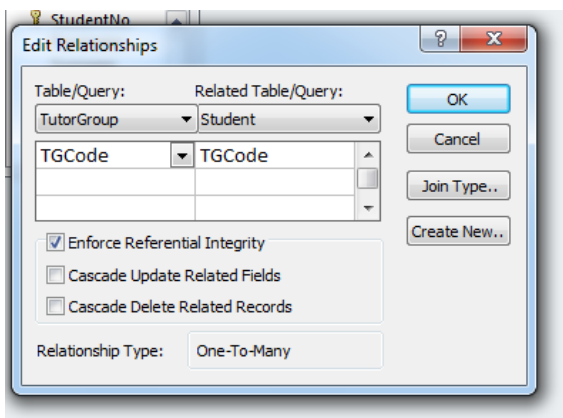 StudentNo
Edit Relationships
?
X
Table/Query:
Related Table/Query:
TutorGroup
Student
TGCode
TGCode
Enforce Referential Integrity
Cascade Update Related Fields
Cascade Delete Related Records
Relationship Type:
One-To-Many
OK
Cancel
Join Type..
Create New..